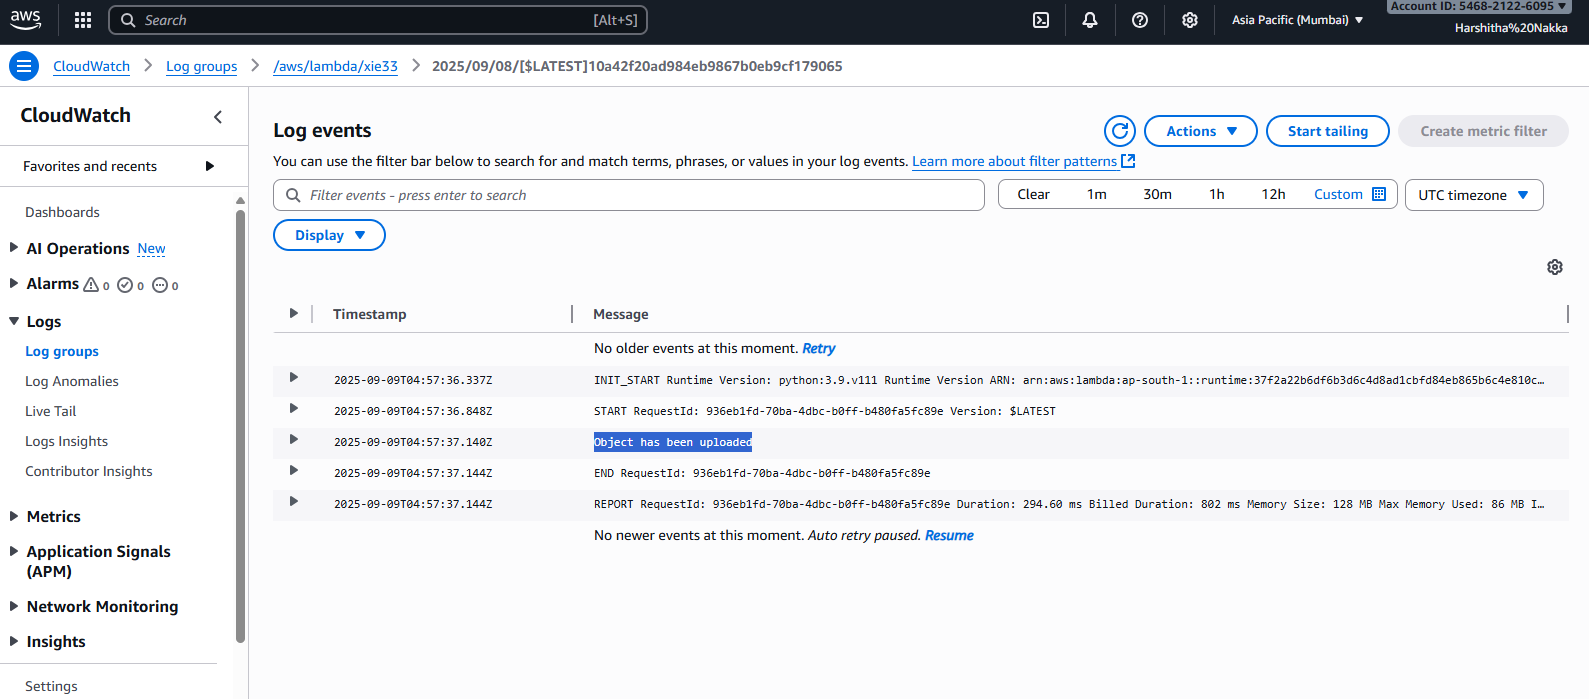 aws
Search [Alt+S]
Asia Pacific (Mumbai)
Account ID: 5468-2122-6095
Harshitha%20Nakka
CloudWatch > Log groups > /aws/lambda/xie33 > 2025/09/08/[$LATEST]10a42f20ad984eb9867b0eb9cf179065
CloudWatch
Favorites and recents
Dashboards
AI Operations New
Alarms 0 0 0
Logs
Log groups
Log Anomalies
Live Tail
Logs Insights
Contributor Insights
Metrics
Application Signals
(APM)
Network Monitoring
Insights
Settings
Log events
Actions
Start tailing
Create metric filter
You can use the filter bar below to search for and match terms, phrases, or values in your log events. Learn more about filter patterns
Filter events - press enter to search
Clear 1m 30m 1h 12h Custom
UTC timezone
Display
Timestamp Message
No older events at this moment. Retry
2025-09-09T04:57:36.337Z INIT_START Runtime Version: python:3.9.v111 Runtime Version ARN: arn:aws:lambda:ap-south-1::runtime:37f2a22b6df6b3d6c4d8ad1cbfd84eb865b6c4e810c…
2025-09-09T04:57:36.848Z START RequestId: 936eb1fd-70ba-4dbc-b0ff-b480fa5fc89e Version: $LATEST
2025-09-09T04:57:37.140Z Object has been uploaded
2025-09-09T04:57:37.144Z END RequestId: 936eb1fd-70ba-4dbc-b0ff-b480fa5fc89e
2025-09-09T04:57:37.144Z REPORT RequestId: 936eb1fd-70ba-4dbc-b0ff-b480fa5fc89e Duration: 294.60 ms Billed Duration: 802 ms Memory Size: 128 MB Max Memory Used: 86 MB I…
No newer events at this moment. Auto retry paused. Resume